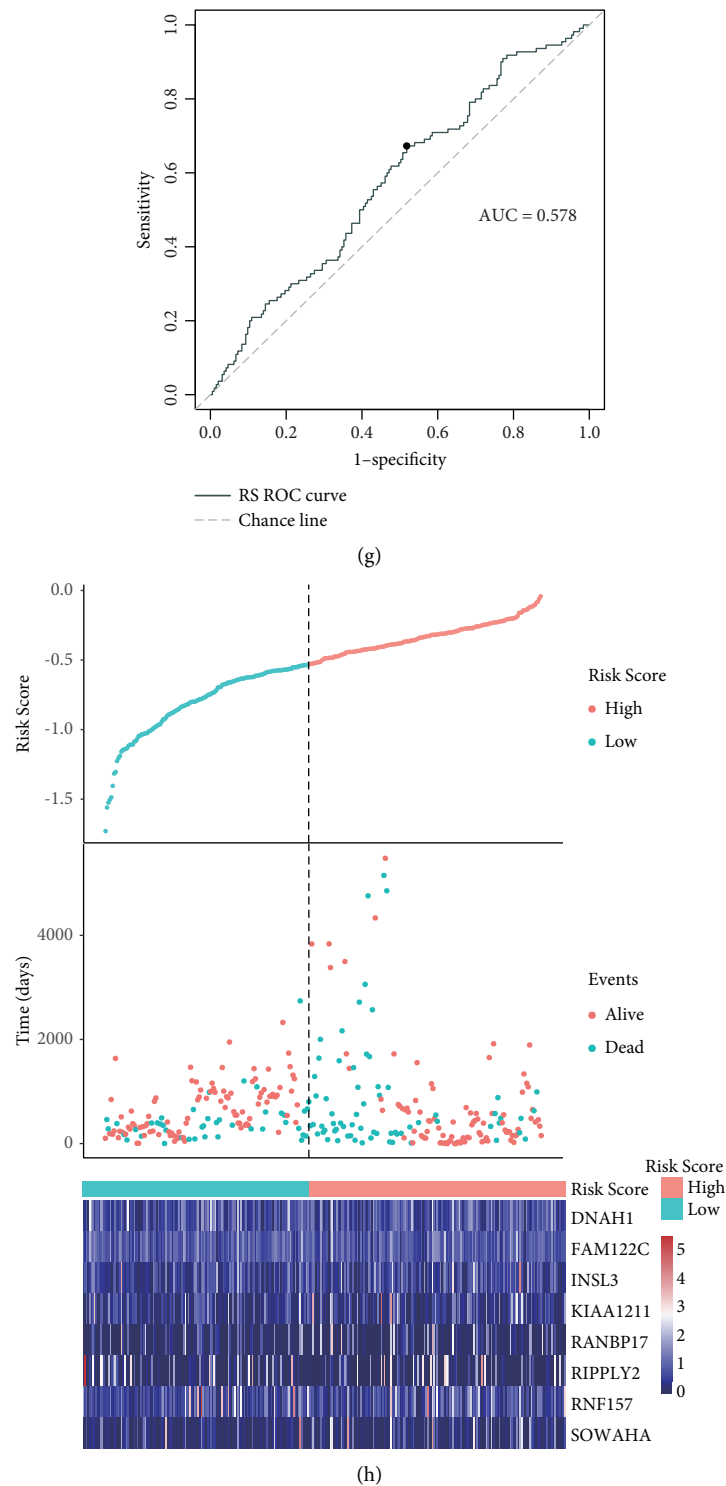 1.0
0.8
0.6
0.4
0.2
0.0
Sensitivity
AUC = 0.578
0.0 0.2 0.4 0.6 0.8 1.0
1–specificity
RS ROC curve
Chance line
(g)
0.0
-0.5
-1.0
-1.5
Risk Score
Risk Score
High
Low
4000
2000
0
Time (days)
Events
Alive
Dead
Risk Score
DNAH1
FAM122C
INSL3
KIAA1211
RANBP17
RIPPLY2
RNF157
SOWAHA
Risk Score
High
Low
5
4
3
2
1
0
(h)